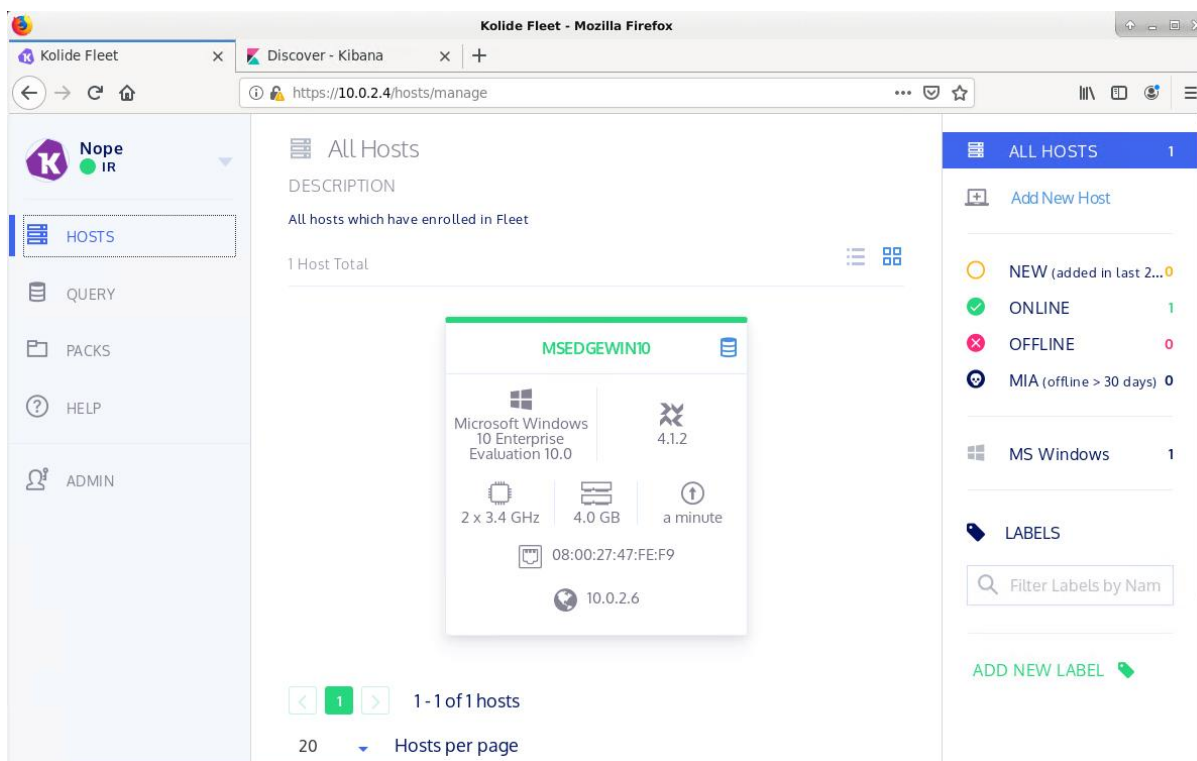 Kolide Fleet - Mozilla Firefox
Kolide Fleet
Discover - Kibana
https://10.0.2.4/hosts/manage
Nope
IR
HOSTS
QUERY
PACKS
HELP
ADMIN
All Hosts
DESCRIPTION
All hosts which have enrolled in Fleet
1 Host Total
MSEDGEWIN10
Microsoft Windows
10 Enterprise
Evaluation 10.0
4.1.2
2 x 3.4 GHz
4.0 GB
a minute
08:00:27:47:FE:F9
10.0.2.6
1
1 - 1 of 1 hosts
20
Hosts per page
ALL HOSTS 1
Add New Host
NEW (added in last 2... 0
ONLINE 1
OFFLINE 0
MIA (offline > 30 days) 0
MS Windows 1
LABELS
Filter Labels by Nam
ADD NEW LABEL